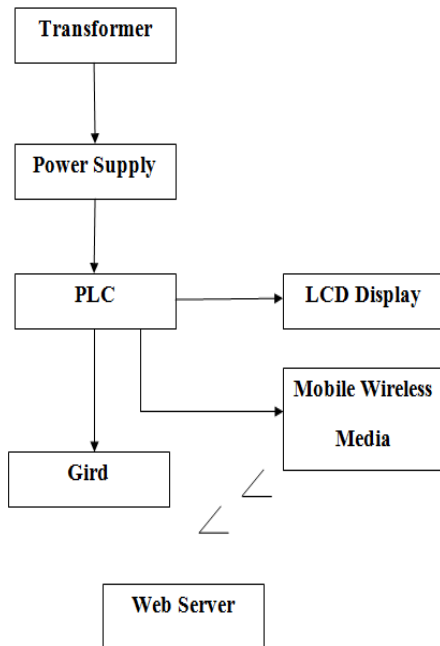 Transformer
Power Supply
PLC
LCD Display
Mobile Wireless
Media
Gird
Web Server